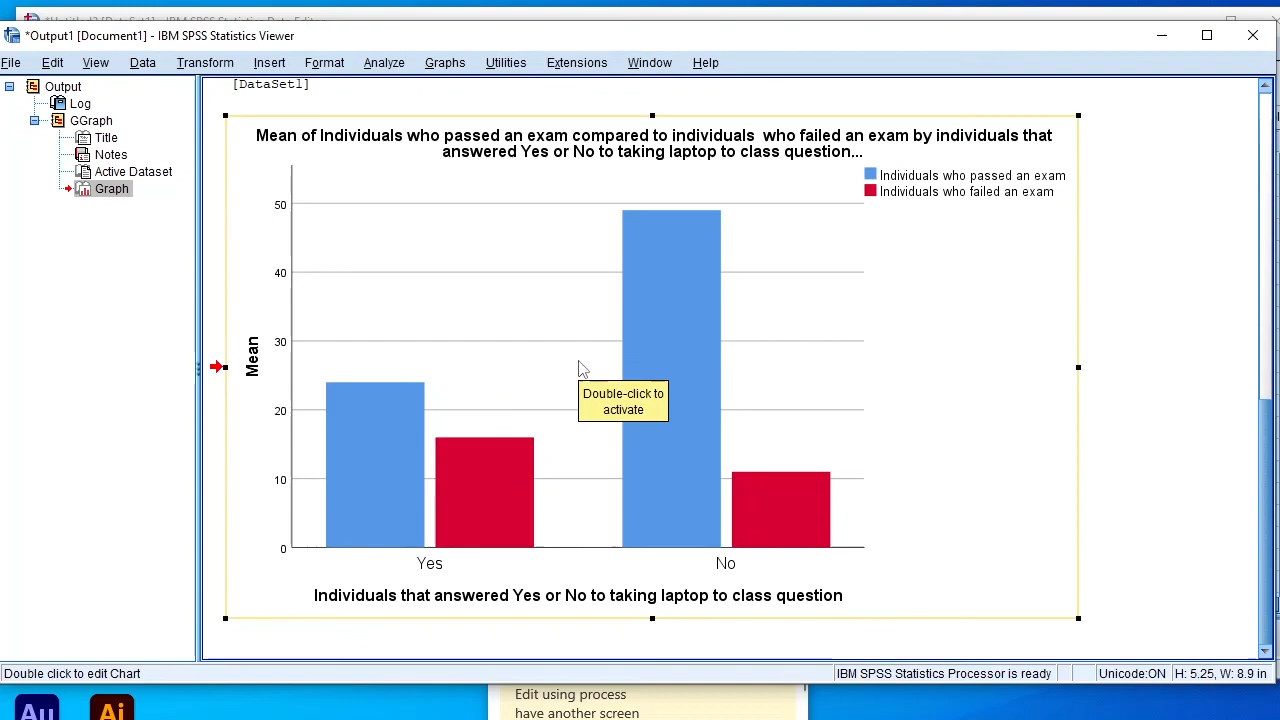 *Output1 [Document1] - IBM SPSS Statistics Viewer
File Edit View Data Transform Insert Format Analyze Graphs Utilities Extensions Window Help
Output
Log
GGraph
Title
Notes
Active Dataset
Graph
[DataSet1]
Mean of Individuals who passed an exam compared to individuals who failed an exam by individuals that
answered Yes or No to taking laptop to class question...
Individuals who passed an exam
Individuals who failed an exam
50
40
30
20
10
0
Mean
Double-click to
activate
Yes
No
Individuals that answered Yes or No to taking laptop to class question
Double click to edit Chart
IBM SPSS Statistics Processor is ready
Unicode:ON
H: 5.25, W: 8.9 in
Au
Ai
Edit using process
have another screen